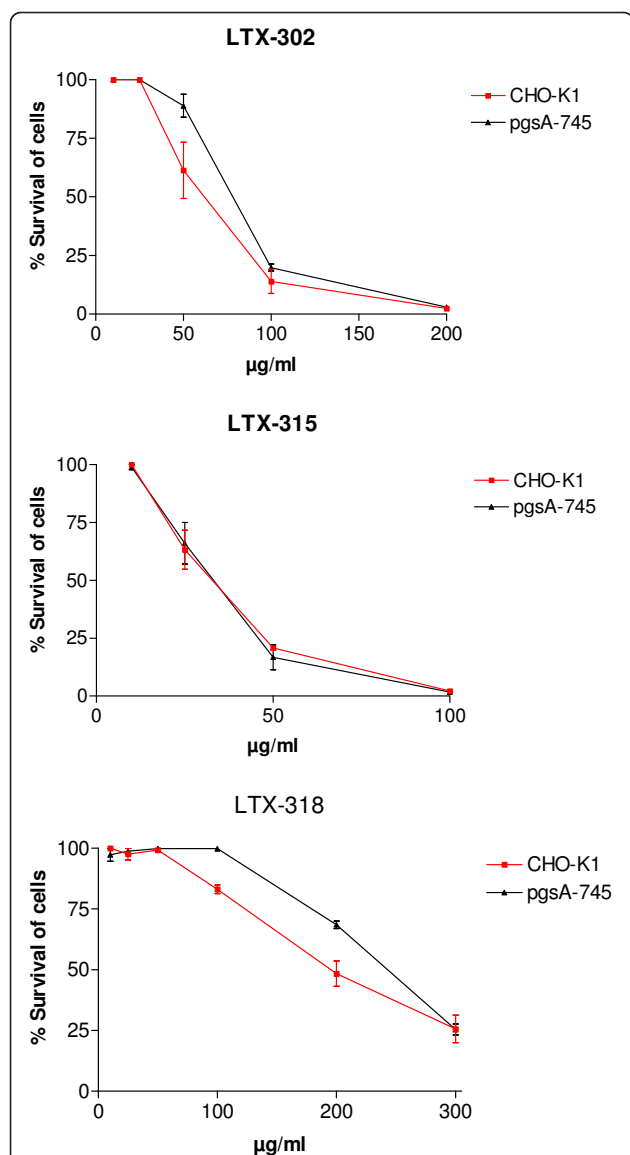 LTX-302
100
75
50
25
0
% Survival of cells
0 50 100 150 200
µg/ml
CHO-K1
pgsA-745
LTX-315
100
75
50
25
0
% Survival of cells
0 50 100
µg/ml
CHO-K1
pgsA-745
LTX-318
100
75
50
25
0
% Survival of cells
0 100 200 300
µg/ml
CHO-K1
pgsA-745